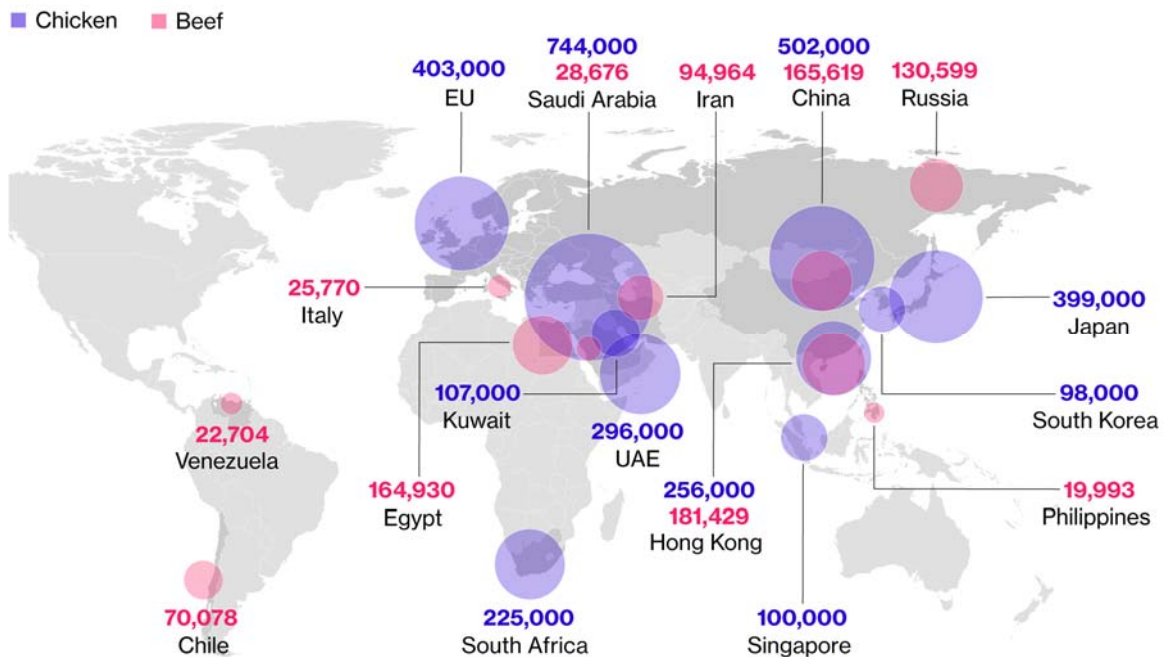 Chicken Beef
403,000
EU
744,000
28,676
Saudi Arabia
94,964
Iran
502,000
165,619
China
130,599
Russia
25,770
Italy
399,000
Japan
107,000
Kuwait
98,000
South Korea
22,704
Venezuela
296,000
UAE
164,930
Egypt
256,000
181,429
Hong Kong
19,993
Philippines
70,078
Chile
225,000
South Africa
100,000
Singapore